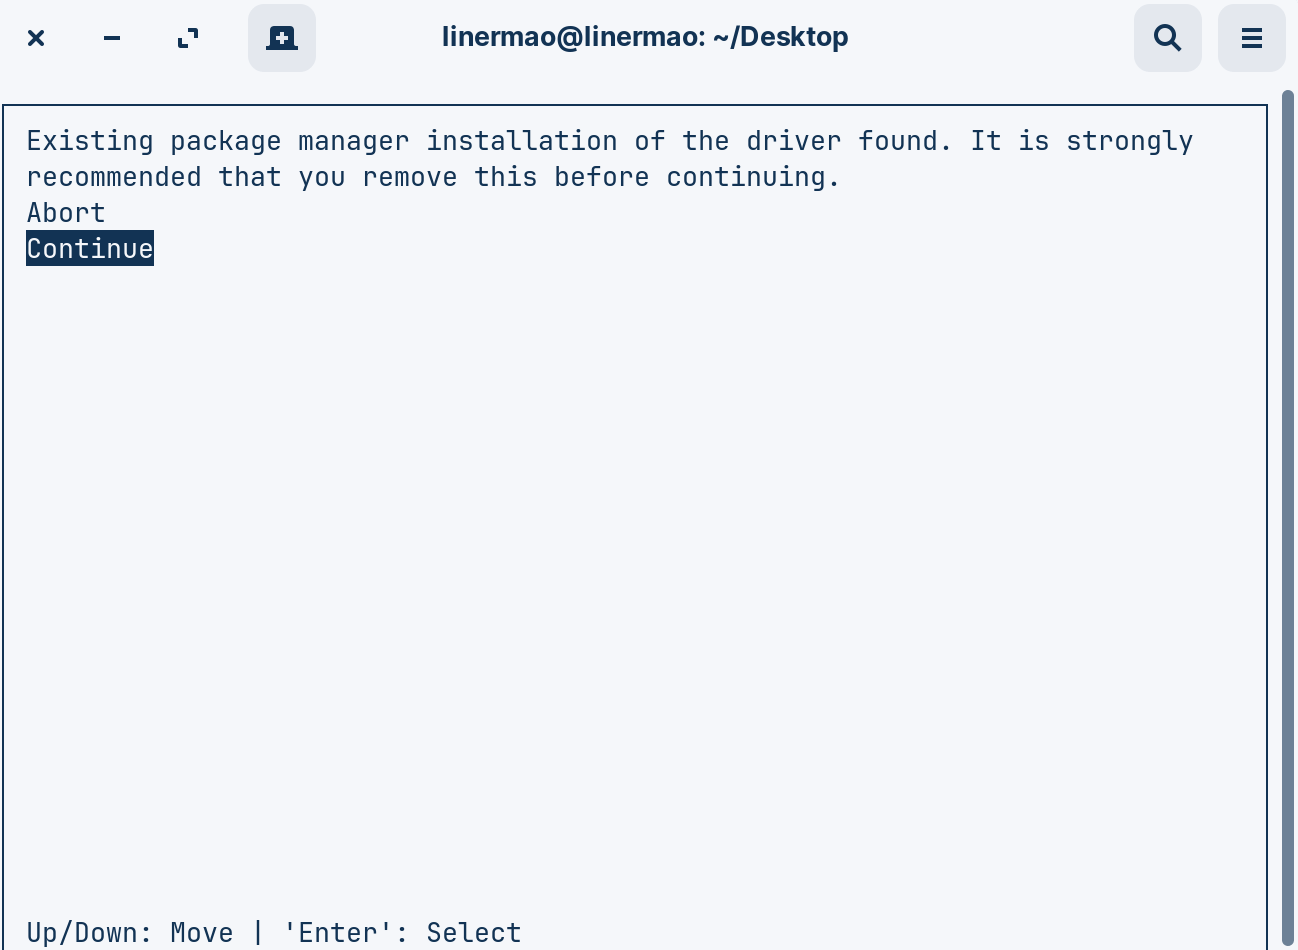 linermao@linermao: ~/Desktop
Existing package manager installation of the driver found. It is strongly
recommended that you remove this before continuing.
Abort
Continue
Up/Down: Move | 'Enter': Select